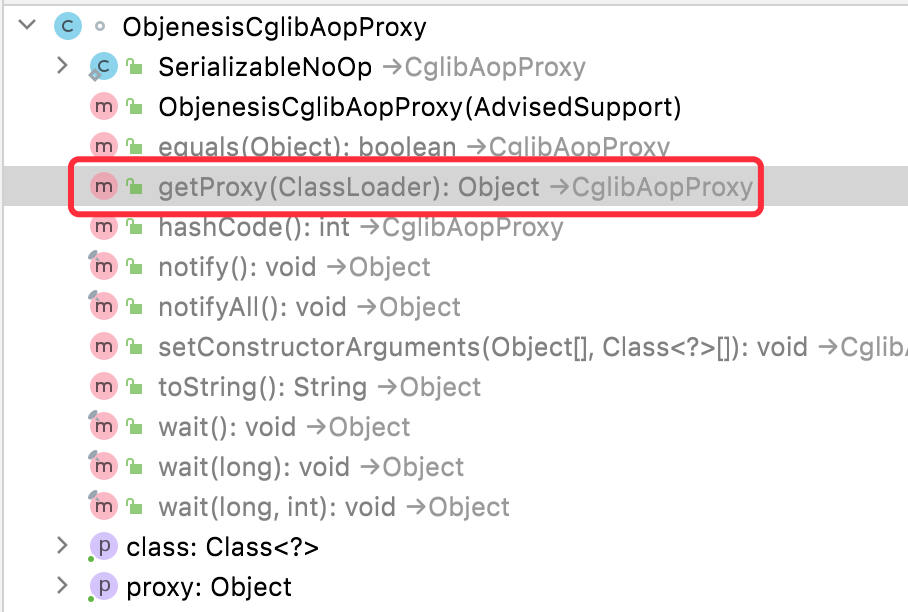 C ObjenesisCglibAopProxy
C SerializableNoOp →CglibAopProxy
m ObjenesisCglibAopProxy(AdvisedSupport)
m equals(Object): boolean →CglibAopProxy
m getProxy(ClassLoader): Object →CglibAopProxy
m hashCode(): int →CglibAopProxy
m notify(): void →Object
m notifyAll(): void →Object
m setConstructorArguments(Object[], Class<?>[]): void →CglibA
m toString(): String →Object
m wait(): void →Object
m wait(long): void →Object
m wait(long, int): void →Object
p class: Class<?>
p proxy: Object